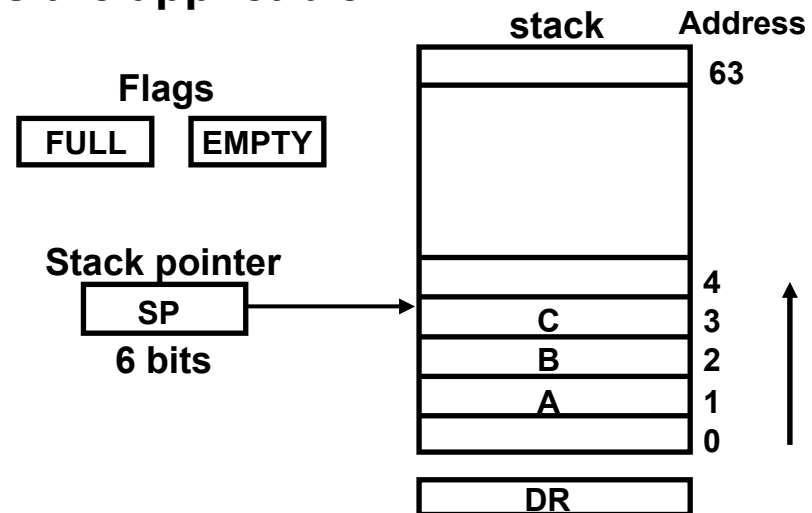 stack Address
63
Flags
FULL EMPTY
Stack pointer
SP
6 bits
4
C 3
B 2
A 1
0
DR